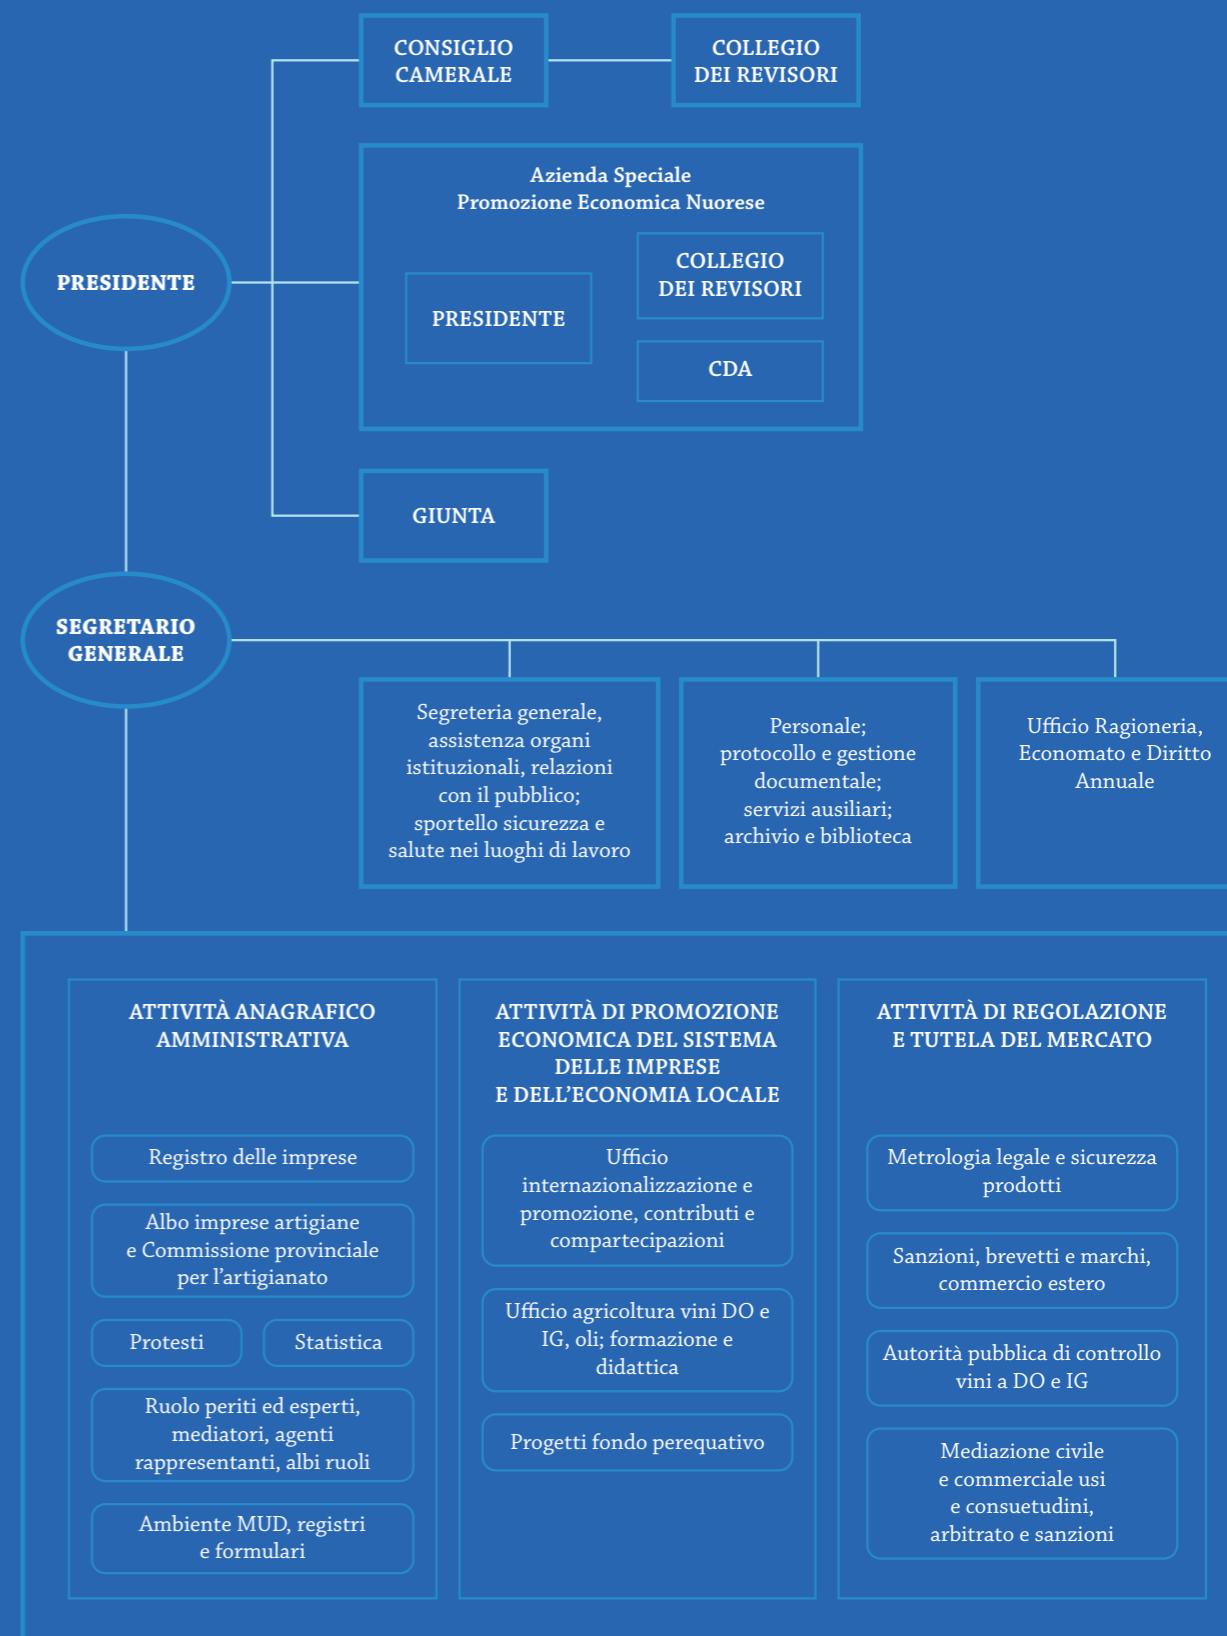 CONSIGLIO
CAMERALE
COLLEGIO
DEI REVISORI
Azienda Speciale
Promozione Economica Nuorese
PRESIDENTE
PRESIDENTE
COLLEGIO
DEI REVISORI
CDA
GIUNTA
SEGRETARIO
GENERALE
Segreteria generale,
assistenza organi
istituzionali, relazioni
con il pubblico;
sportello sicurezza e
salute nei luoghi di lavoro
Personale;
protocollo e gestione
documentale;
servizi ausiliari;
archivio e biblioteca
Ufficio Ragioneria,
Economato e Diritto
Annuale
ATTIVITÀ ANAGRAFICO
AMMINISTRATIVA
Registro delle imprese
Albo imprese artigiane
e Commissione provinciale
per l’artigianato
Protesti
Statistica
Ruolo periti ed esperti,
mediatori, agenti
rappresentanti, albi ruoli
Ambiente MUD, registri
e formulari
ATTIVITÀ DI PROMOZIONE
ECONOMICA DEL SISTEMA
DELLE IMPRESE
E DELL’ECONOMIA LOCALE
Ufficio
internazionalizzazione e
promozione, contributi e
compartecipazioni
Ufficio agricoltura vini DO e
IG, oli; formazione e
didattica
Progetti fondo perequativo
ATTIVITÀ DI REGOLAZIONE
E TUTELA DEL MERCATO
Metrologia legale e sicurezza
prodotti
Sanzioni, brevetti e marchi,
commercio estero
Autorità pubblica di controllo
vini a DO e IG
Mediazione civile
e commerciale usi
e consuetudini,
arbitrato e sanzioni